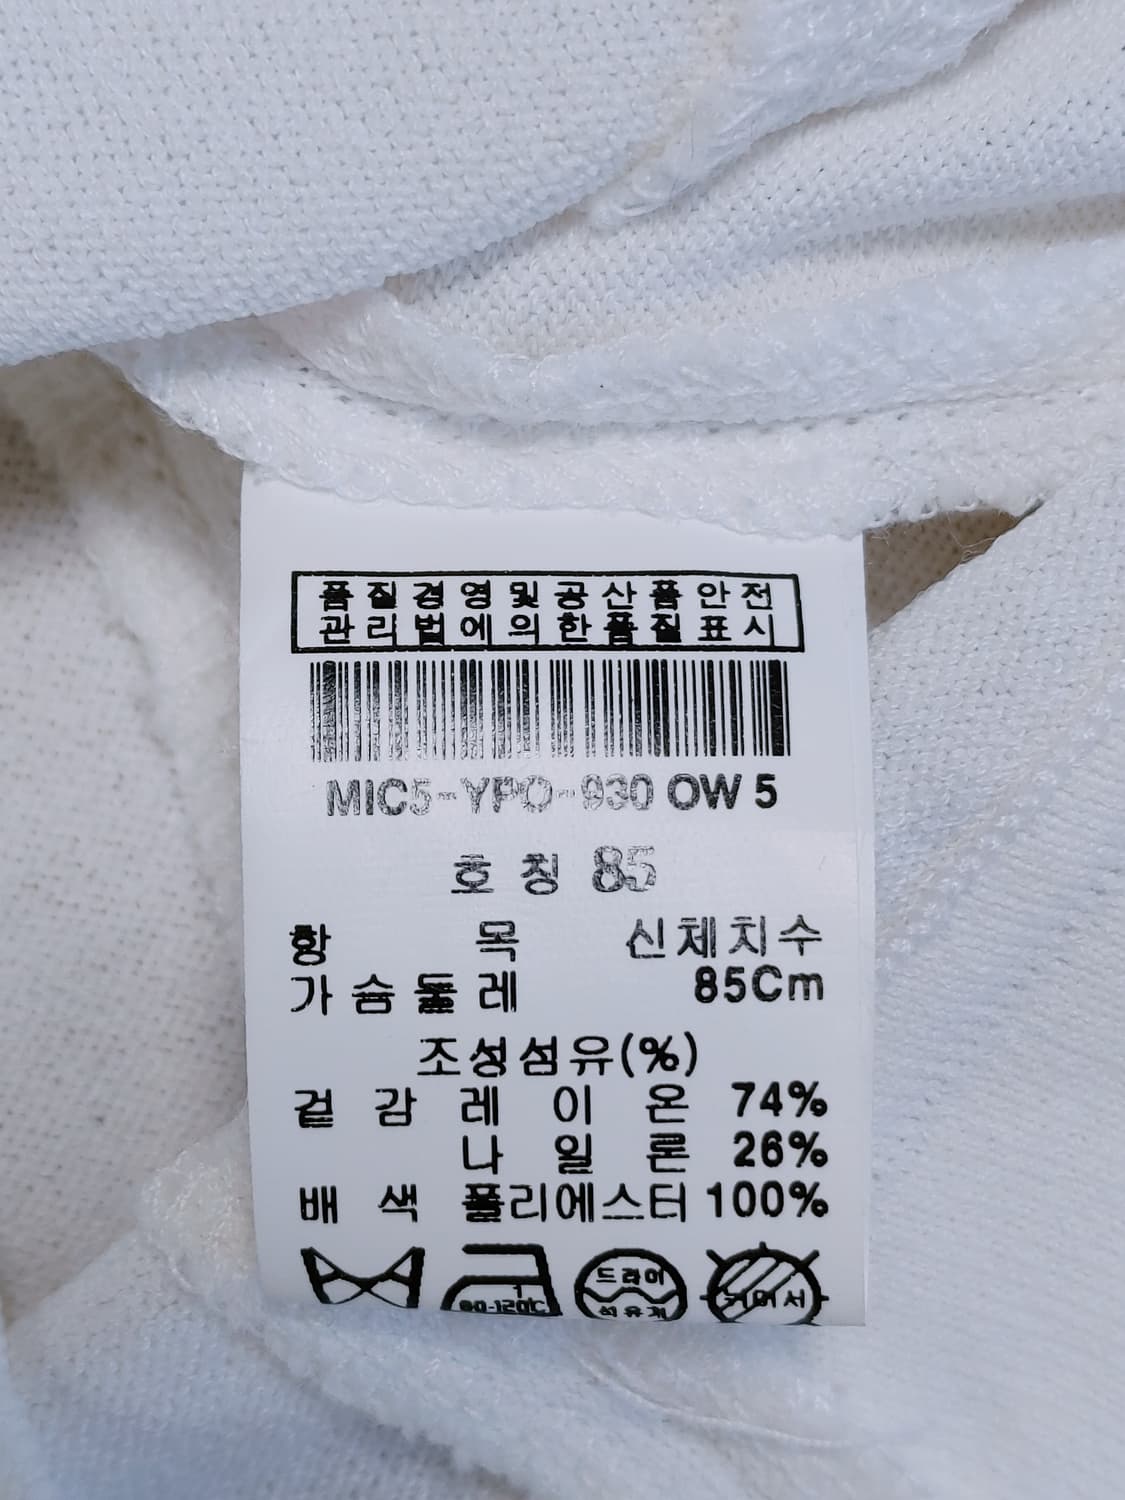 품질경영및공산품안전
관리법에의한품질표시
MIC5-YPO-930 OW 5
호칭 85
항 목 신체치수
가슴둘레 85Cm
조성섬유(%)
겉감 레이온 74%
나일론 26%
배색 폴리에스터 100%
80-120℃
드라이
석유계